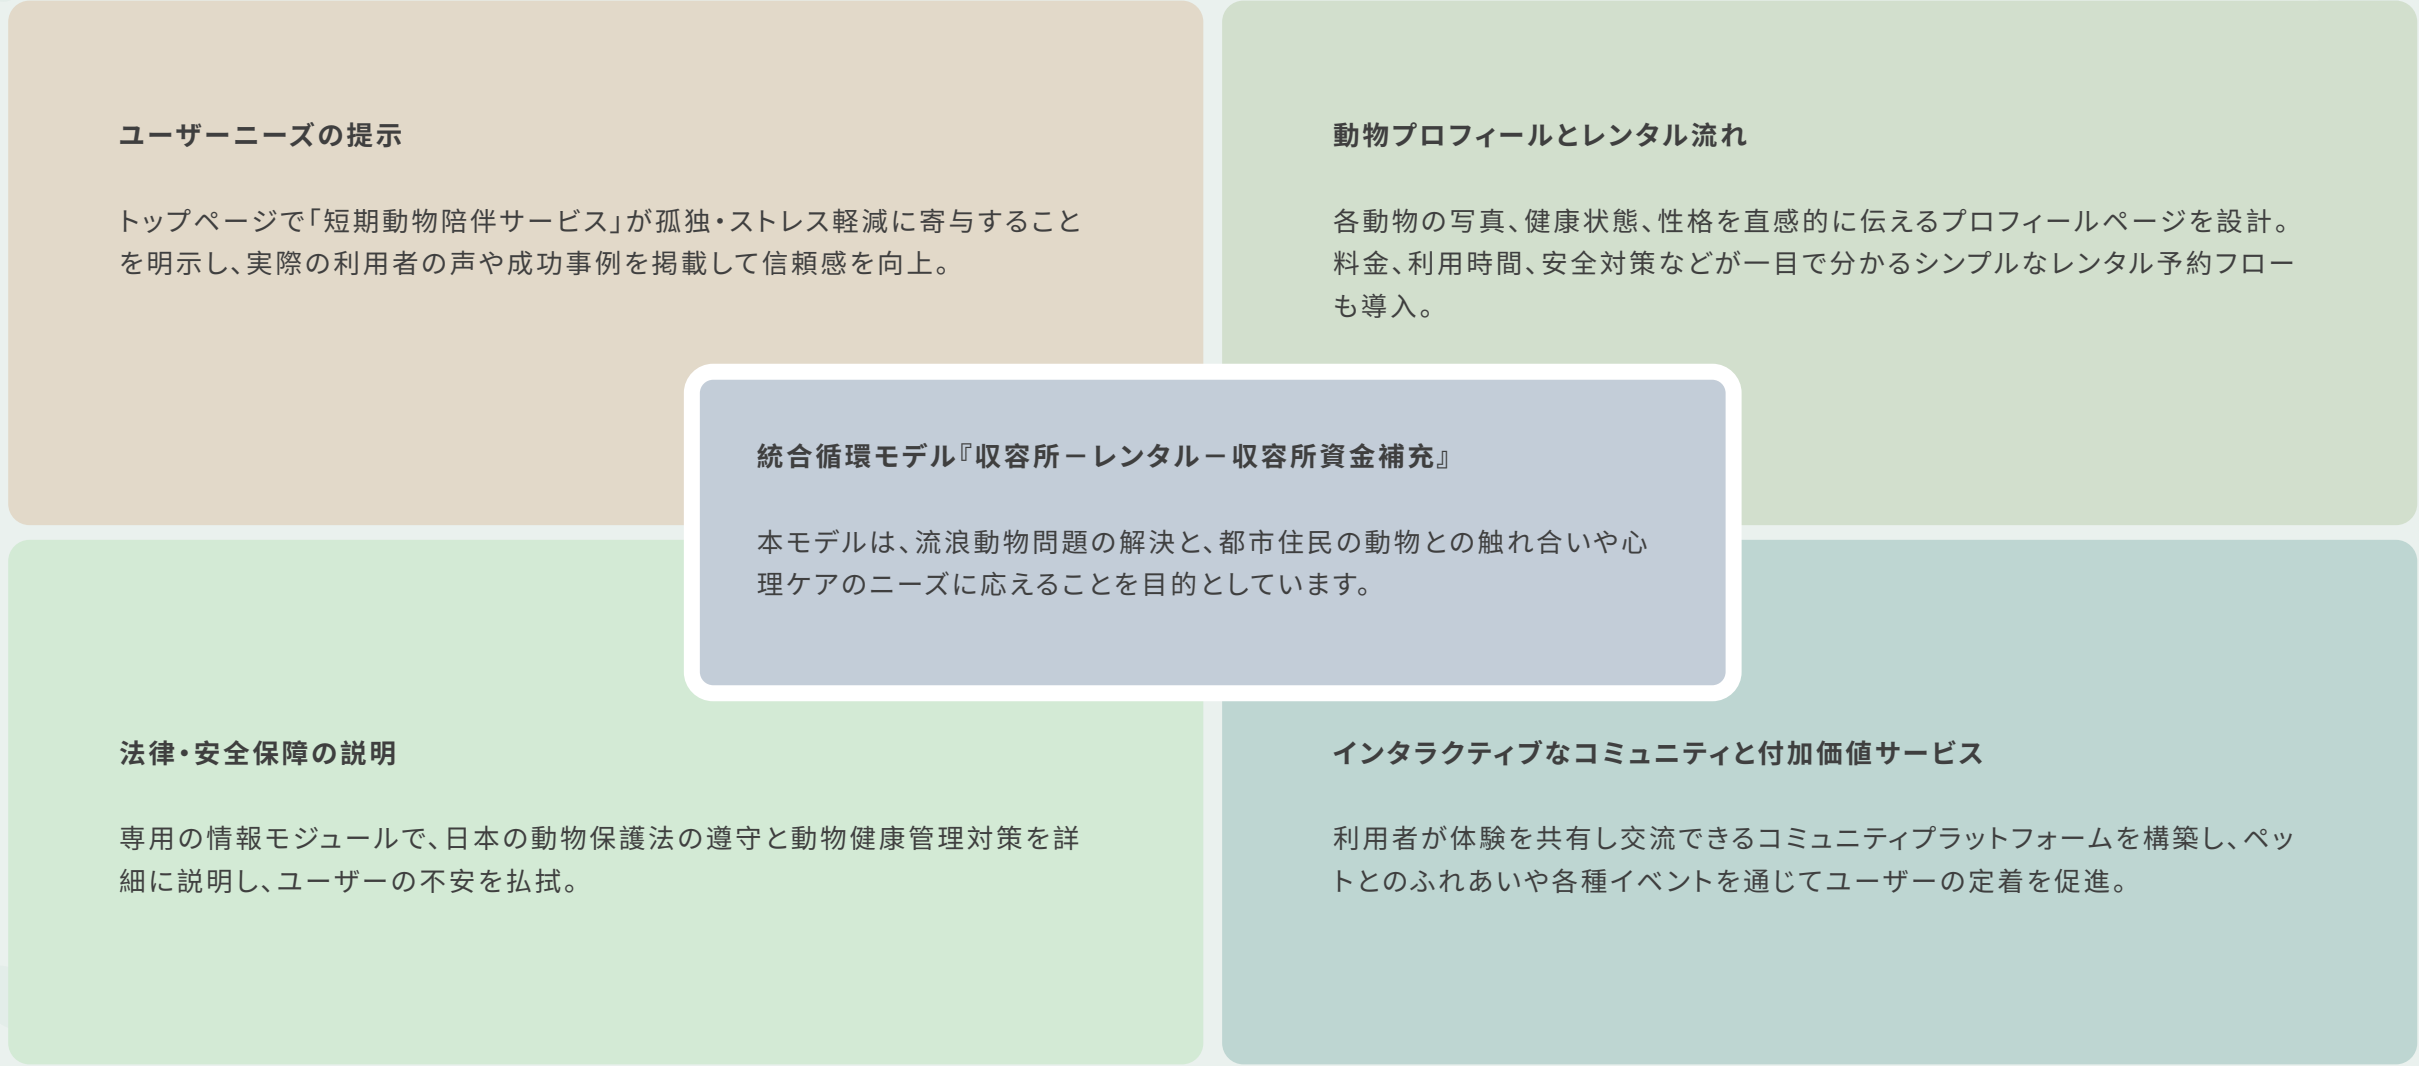 ユーザーニーズの提示
トップページで「短期動物陪伴サービス」が孤独・ストレス軽減に寄与すること
を明示し、実際の利用者の声や成功事例を掲載して信頼感を向上。
動物プロフィールとレンタル流れ
各動物の写真、健康状態、性格を直感的に伝えるプロフィールページを設計。
料金、利用時間、安全対策などが一目で分かるシンプルなレンタル予約フロー
も導入。
統合循環モデル『収容所－レンタル－収容所資金補充』
本モデルは、流浪動物問題の解決と、都市住民の動物との触れ合いや心
理ケアのニーズに応えることを目的としています。
法律・安全保障の説明
専用の情報モジュールで、日本の動物保護法の遵守と動物健康管理対策を詳
細に説明し、ユーザーの不安を払拭。
インタラクティブなコミュニティと付加価値サービス
利用者が体験を共有し交流できるコミュニティプラットフォームを構築し、ペッ
トとのふれあいや各種イベントを通じてユーザーの定着を促進。